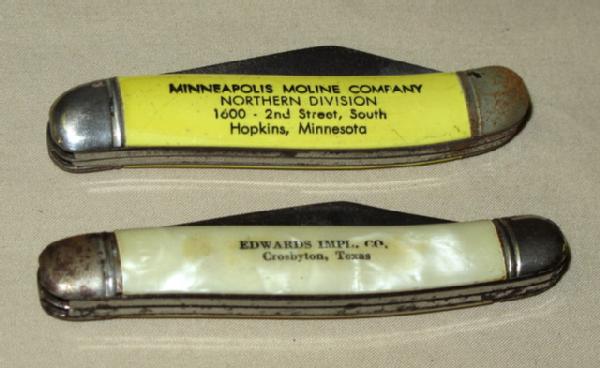 MINNEAPOLIS MOLINE COMPANY
NORTHERN DIVISION
1600 - 2nd Street, South
Hopkins, Minnesota
EDWARDS IMPL. CO.
Crosbyton, Texas